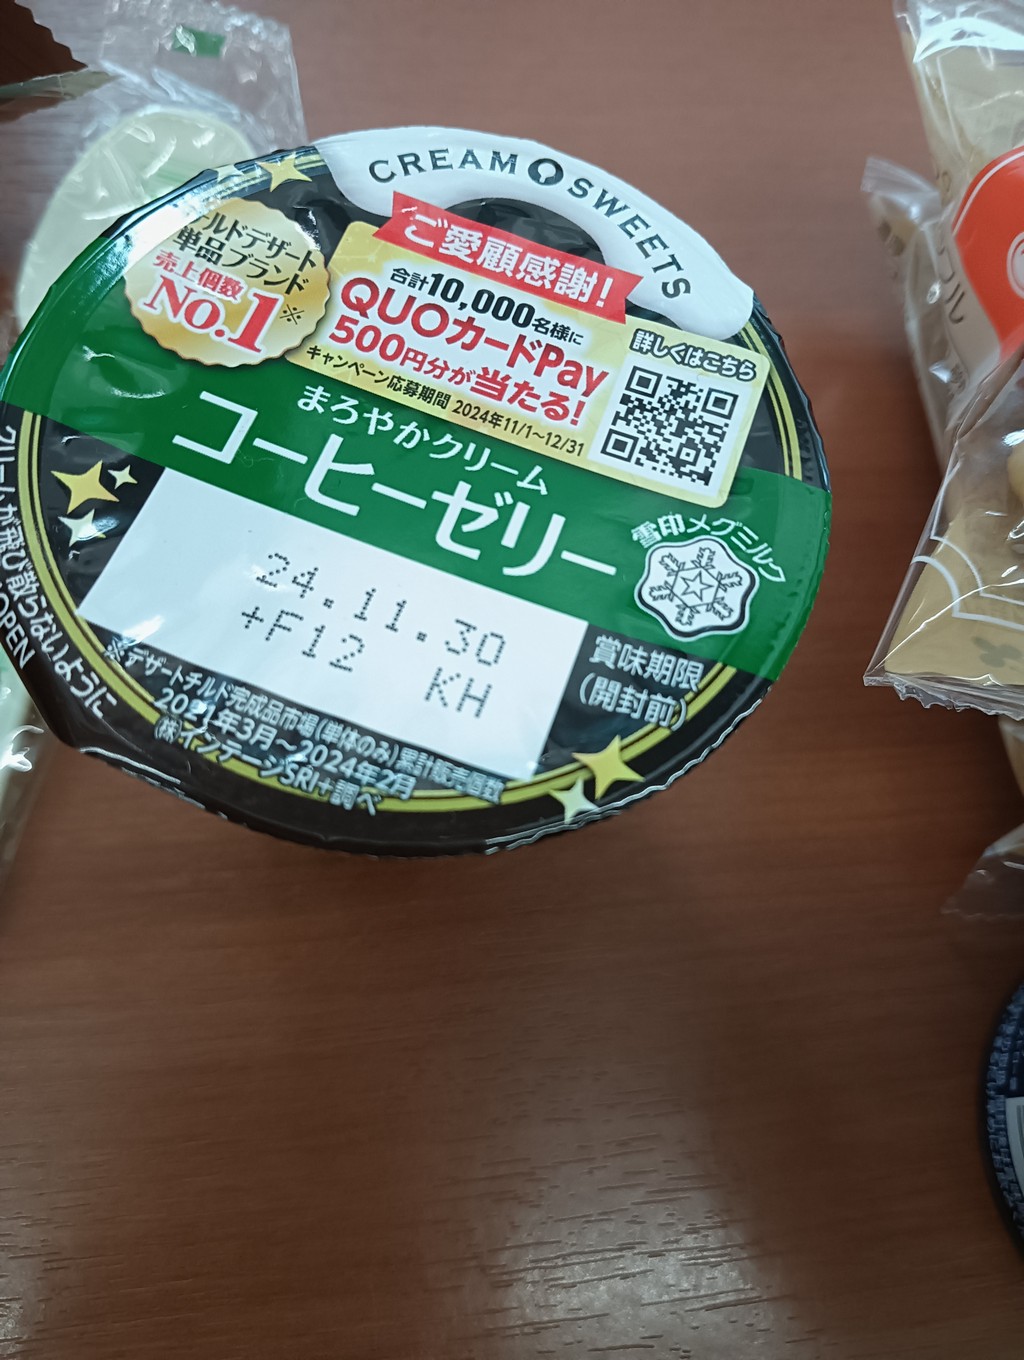 CREAM SWEETS
ご愛顧感謝!
ルドデザート
単品ブランド
売上個数
No.1※
合計10,000名様に
QUOカードPay
500円分が当たる!
キャンペーン応募期間 2024年11/1~12/31
詳しくはこちら
まろやかクリーム
コーヒーゼリー
雪印メグミルク
24.11.30
+F12 KH
賞味期限
(開封前)
※デザートチルド完成品市場(単体のみ)累計販売個数
2021年3月~2024年2月
(株)インテージSRI+調べ
クリームが飛び散らないように
OPEN
フル